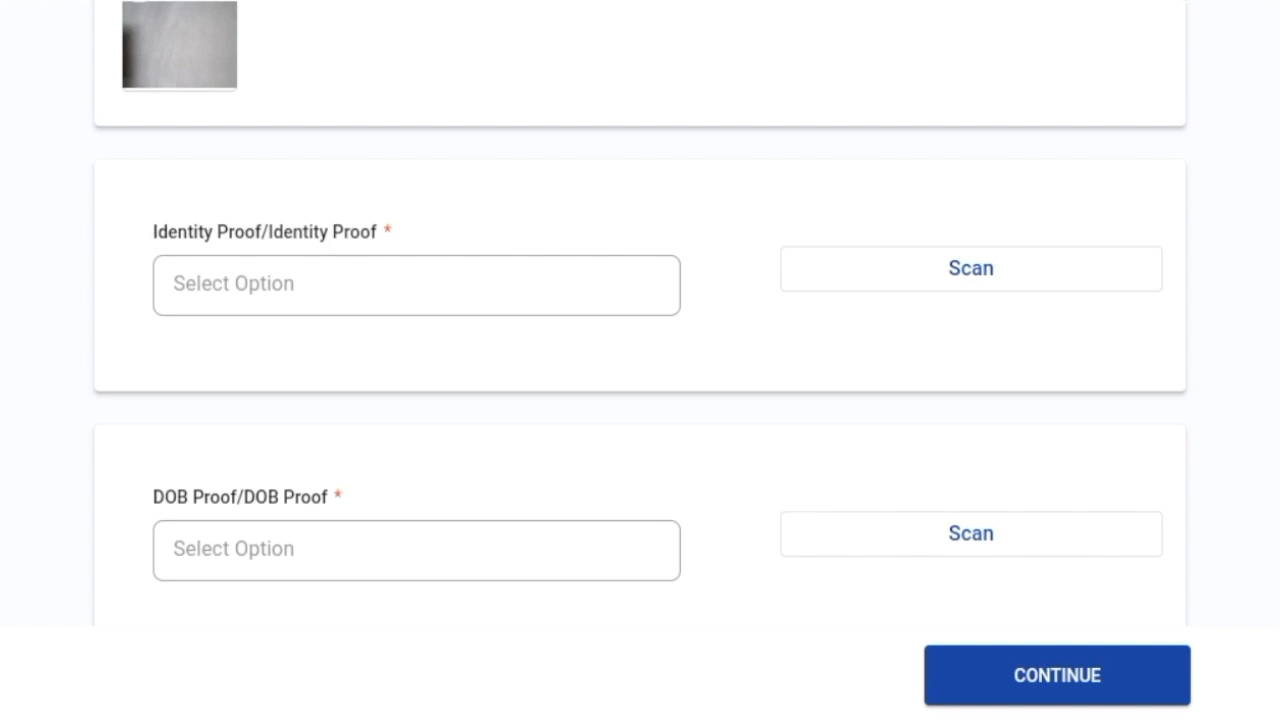 Identity Proof/Identity Proof *
Select Option
Scan
DOB Proof/DOB Proof *
Select Option
Scan
CONTINUE